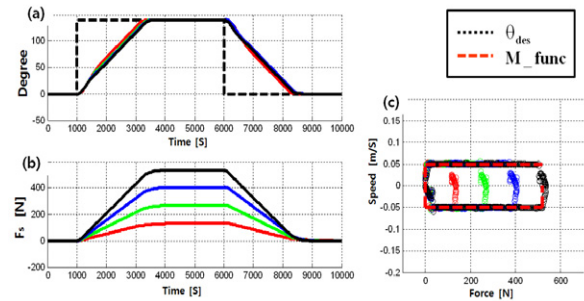 (a)
Degree
100
50
0
-50
0 1000 2000 3000 4000 5000 6000 7000 8000 9000 10000
Time [S]
(b)
Fs [N]
400
200
0
-200
0 1000 2000 3000 4000 5000 6000 7000 8000 9000 10000
Time [S]
θdes
M_func
(c)
Speed [m/S]
0.1
0.05
0
-0.05
-0.1
-0.15
-0.2
0 200 400 600
Force [N]